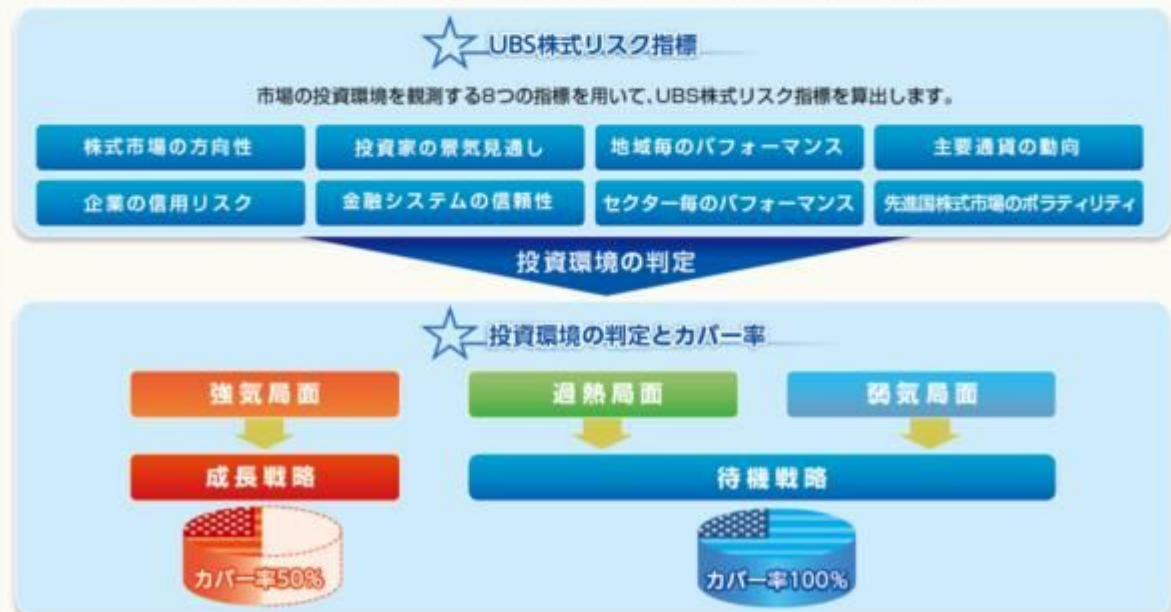 UBS株式リスク指標
市場の投資環境を観測する8つの指標を用いて、UBS株式リスク指標を算出します。
株式市場の方向性
投資家の景気見通し
地域毎のパフォーマンス
主要通貨の動向
企業の信用リスク
金融システムの信頼性
セクター毎のパフォーマンス
先進国株式市場のボラティリティ
投資環境の判定
投資環境の判定とカバー率
強気局面
過熱局面
弱気局面
成長戦略
待機戦略
カバー率50%
カバー率100%